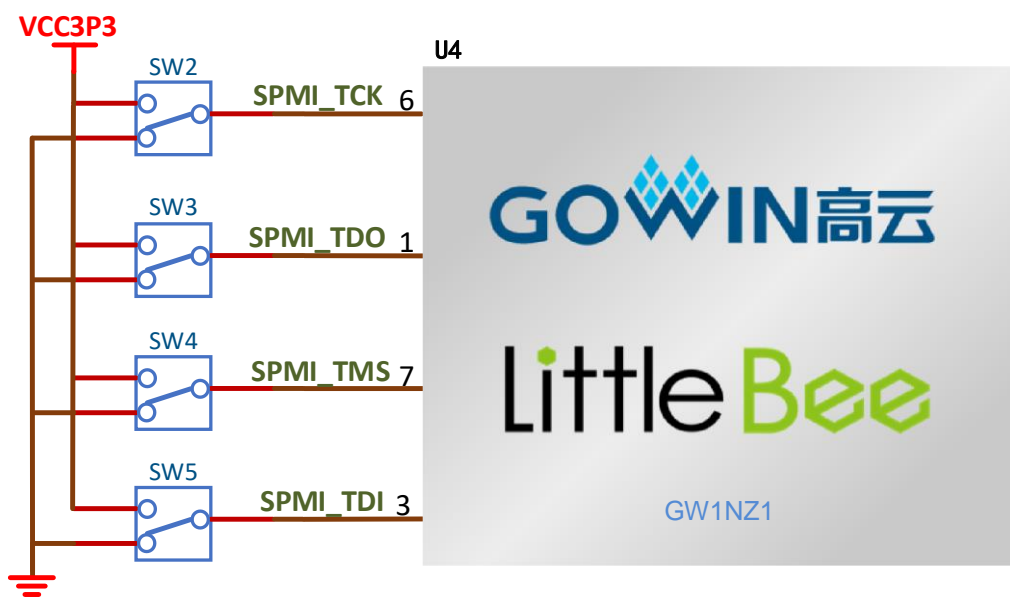 VCC3P3
U4
SW2
SPMI_TCK 6
SW3
SPMI_TDO 1
GOWIN高云
SW4
SPMI_TMS 7
LittleBee
SW5
SPMI_TDI 3
GW1NZ1